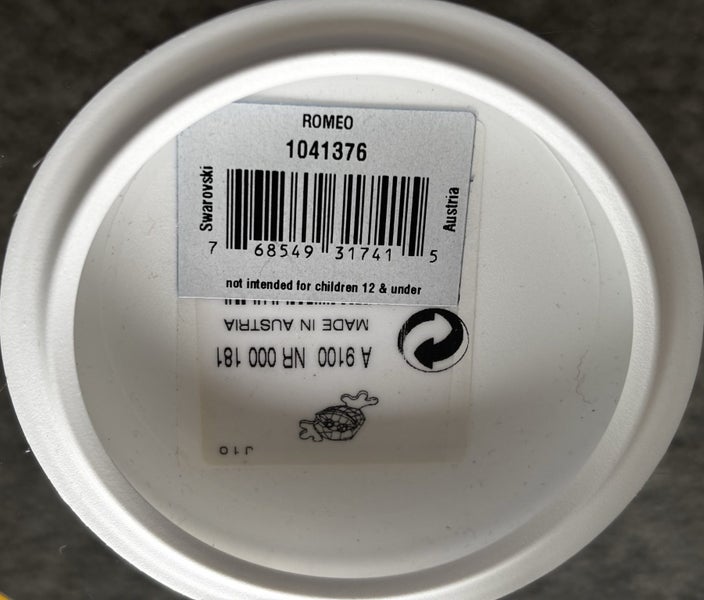 ROMEO
1041376
Swarovski
Austria
7 68549 31741 5
not intended for children 12 & under
MADE IN AUSTRIA
A 9100 NR 000 181
J10